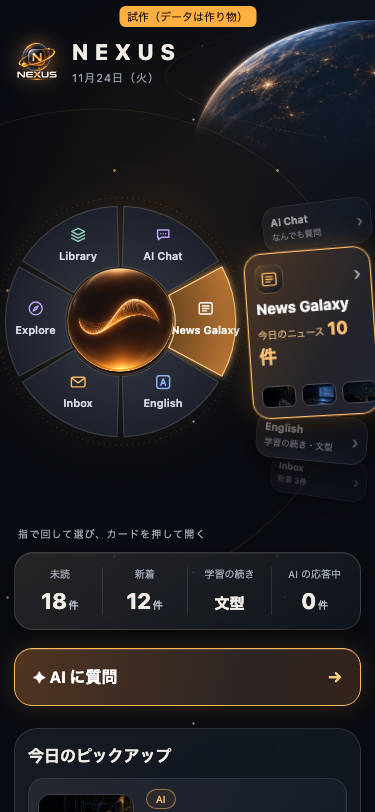 試作（データは作り物）
NEXUS
NEXUS
11月24日（火）
Library
AI Chat
Explore
News Galaxy
Inbox
English
AI Chat
なんでも質問
News Galaxy
今日のニュース 10
件
English
学習の続き・文型
Inbox
新着 3件
指で回して選び、カードを押して開く
未読
新着
学習の続き
AI の応答中
18件
12件
文型
0件
AI に質問
今日のピックアップ
AI